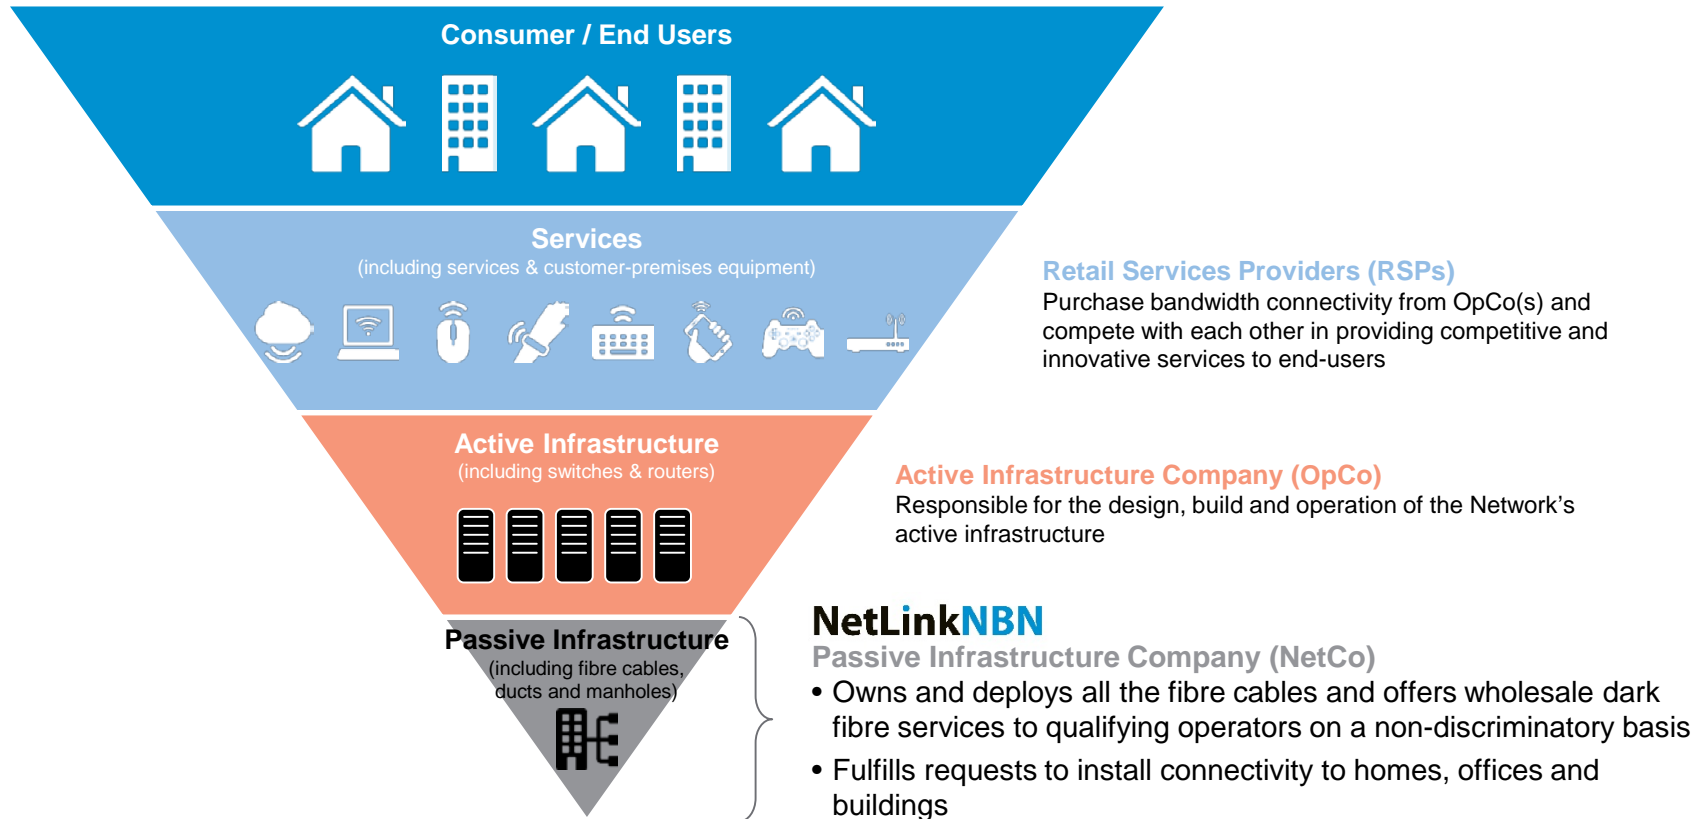 Consumer / End Users
Services
(including services & customer-premises equipment)
Retail Services Providers (RSPs)
Purchase bandwidth connectivity from OpCo(s) and
compete with each other in providing competitive and
innovative services to end-users
Active Infrastructure
(including switches & routers)
Active Infrastructure Company (OpCo)
Responsible for the design, build and operation of the Network’s
active infrastructure
Passive Infrastructure
(including fibre cables,
ducts and manholes)
NetLinkNBN
Passive Infrastructure Company (NetCo)
• Owns and deploys all the fibre cables and offers wholesale dark
fibre services to qualifying operators on a non-discriminatory basis
• Fulfills requests to install connectivity to homes, offices and
buildings